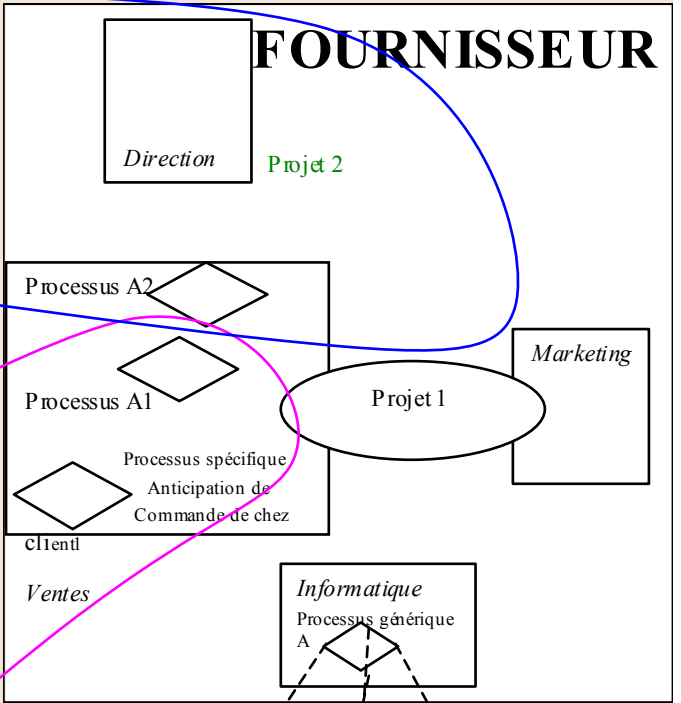 FOURNISSEUR
Direction
Projet 2
Processus A2
Marketing
Projet 1
Processus A1
Processus spécifique
Anticipation de
Commande de chez
client1
Ventes
Informatique
Processus générique
A